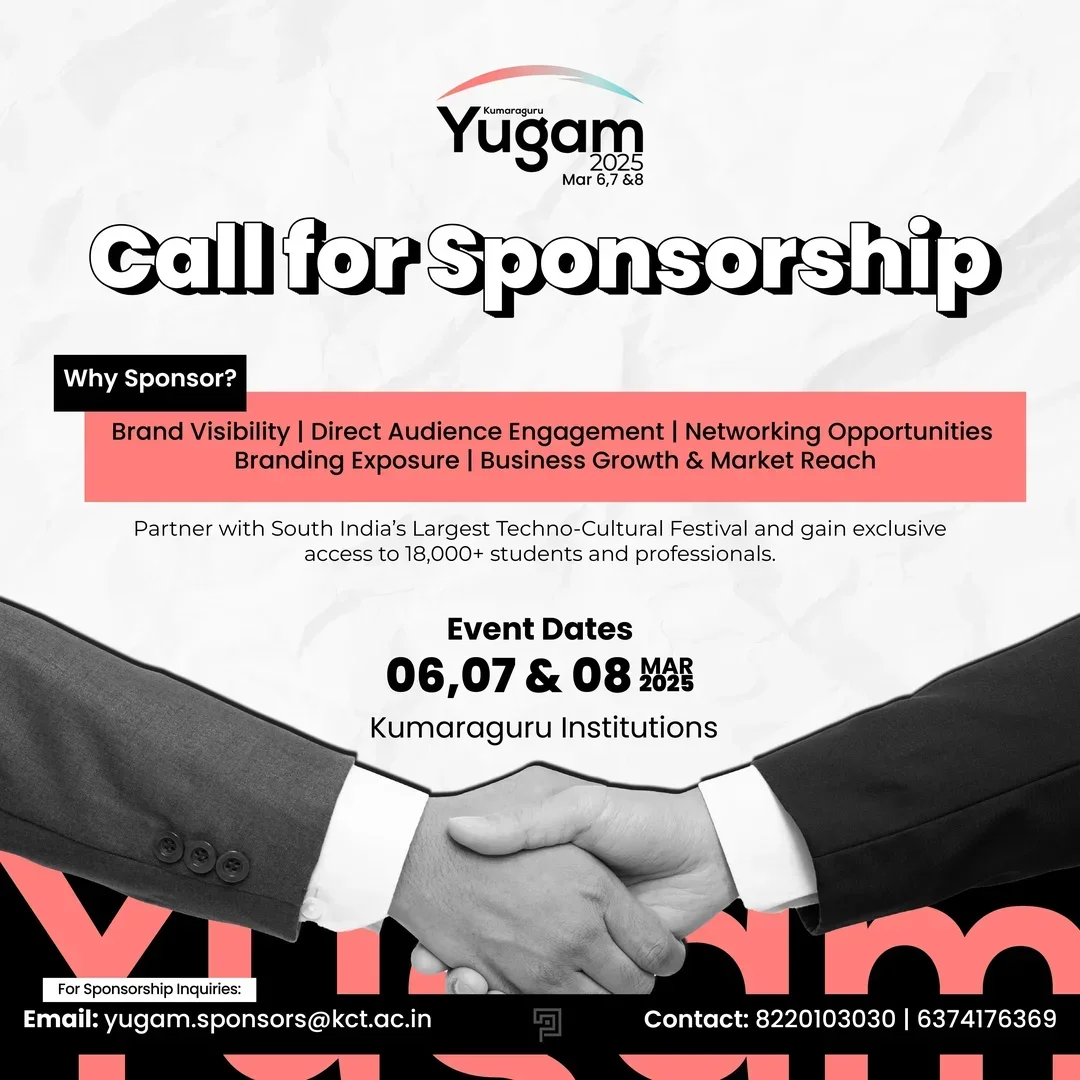 Kumaraguru
Yugam
2025
Mar 6,7 &8
Call for Sponsorship
Why Sponsor?
Brand Visibility | Direct Audience Engagement | Networking Opportunities
Branding Exposure | Business Growth & Market Reach
Partner with South India's Largest Techno-Cultural Festival and gain exclusive
access to 18,000+ students and professionals.
Event Dates
06,07 & 08 MAR 2025
Kumaraguru Institutions
Yugam
For Sponsorship Inquiries:
Email: yugam.sponsors@kct.ac.in
Contact: 8220103030 | 6374176369